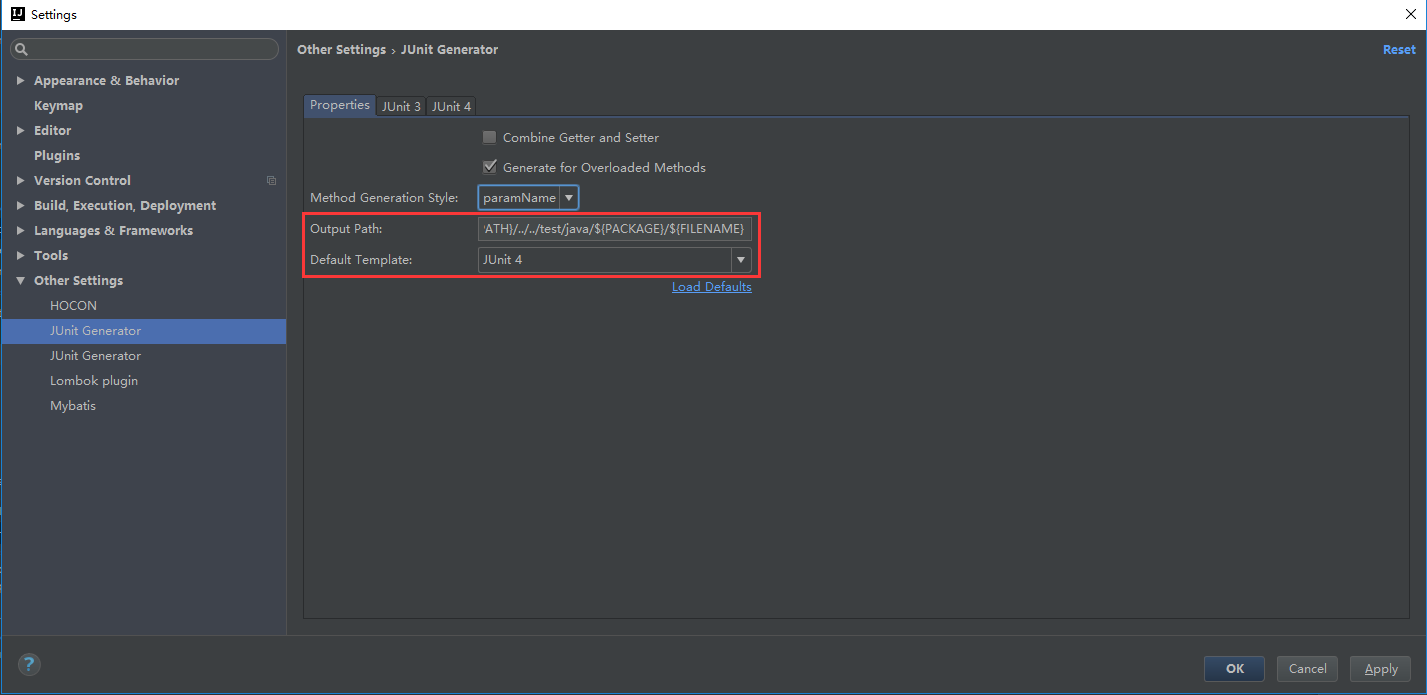 Settings
Other Settings › JUnit Generator
Reset
Appearance & Behavior
Keymap
Editor
Plugins
Version Control
Build, Execution, Deployment
Languages & Frameworks
Tools
Other Settings
HOCON
JUnit Generator
JUnit Generator
Lombok plugin
Mybatis
Properties JUnit 3 JUnit 4
Combine Getter and Setter
Generate for Overloaded Methods
Method Generation Style: paramName
Output Path: ATH}/../../test/java/${PACKAGE}/${FILENAME}
Default Template: JUnit 4
Load Defaults
?
OK Cancel Apply